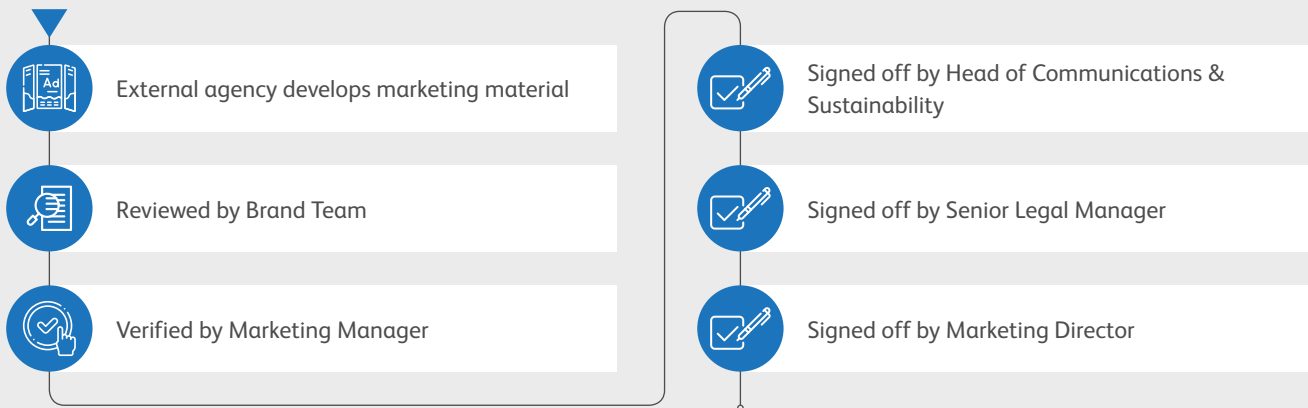 Ad
External agency develops marketing material
Reviewed by Brand Team
Verified by Marketing Manager
Signed off by Head of Communications &
Sustainability
Signed off by Senior Legal Manager
Signed off by Marketing Director